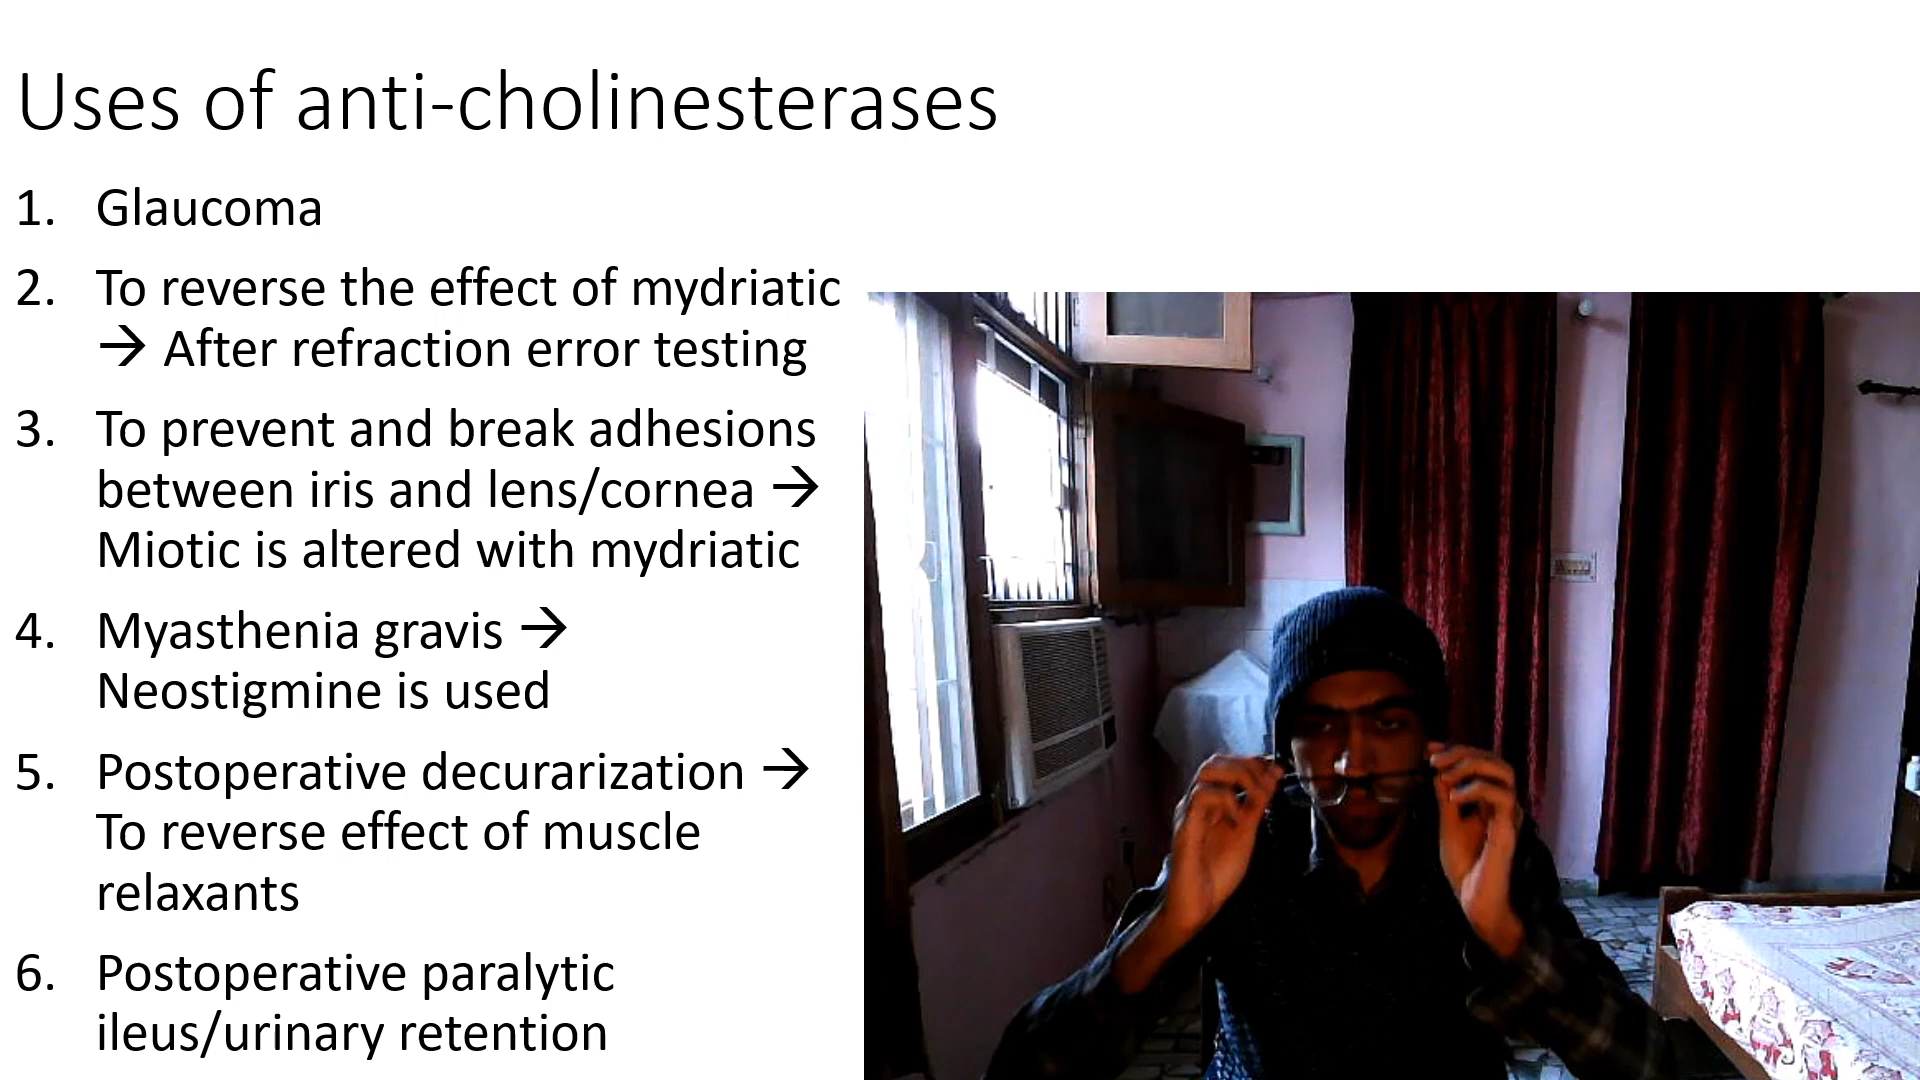 Uses of anti-cholinesterases
1. Glaucoma
2. To reverse the effect of mydriatic
→ After refraction error testing
3. To prevent and break adhesions
between iris and lens/cornea →
Miotic is altered with mydriatic
4. Myasthenia gravis →
Neostigmine is used
5. Postoperative decurarization →
To reverse effect of muscle
relaxants
6. Postoperative paralytic
ileus/urinary retention